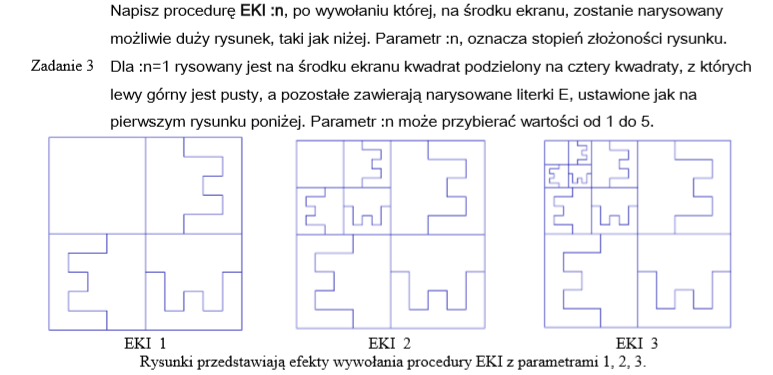 Napisz procedurę EKI :n, po wywołaniu której, na środku ekranu, zostanie narysowany
możliwie duży rysunek, taki jak niżej. Parametr :n, oznacza stopień złożoności rysunku.
Zadanie 3 Dla :n=1 rysowany jest na środku ekranu kwadrat podzielony na cztery kwadraty, z których
lewy górny jest pusty, a pozostałe zawierają narysowane literki E, ustawione jak na
pierwszym rysunku poniżej. Parametr :n może przybierać wartości od 1 do 5.
EKI 1 EKI 2 EKI 3
Rysunki przedstawiają efekty wywołania procedury EKI z parametrami 1, 2, 3.